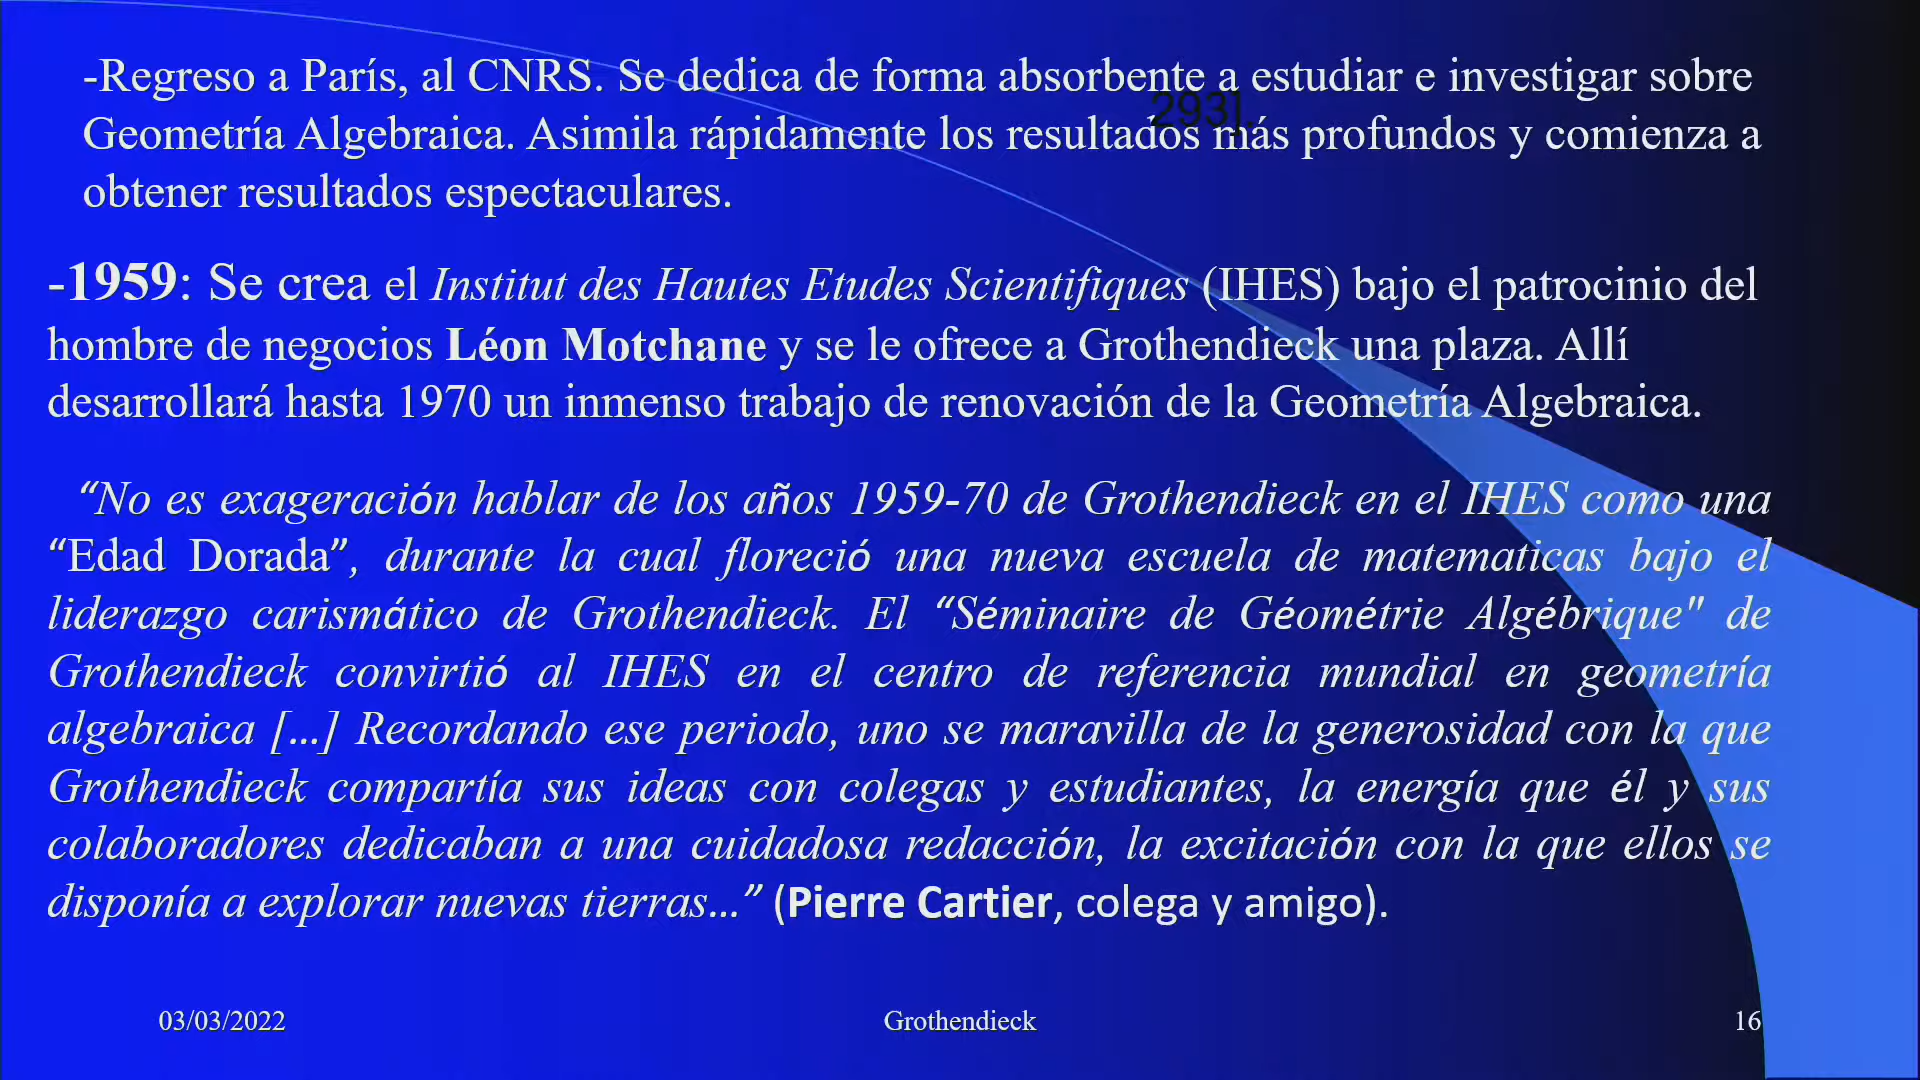 -Regreso a París, al CNRS. Se dedica de forma absorbente a estudiar e investigar sobre
293].
Geometría Algebraica. Asimila rápidamente los resultados más profundos y comienza a
obtener resultados espectaculares.
-1959: Se crea el Institut des Hautes Etudes Scientifiques (IHES) bajo el patrocinio del
hombre de negocios Léon Motchane y se le ofrece a Grothendieck una plaza. Allí
desarrollará hasta 1970 un inmenso trabajo de renovación de la Geometría Algebraica.
“No es exageración hablar de los años 1959-70 de Grothendieck en el IHES como una
“Edad Dorada”, durante la cual floreció una nueva escuela de matematicas bajo el
liderazgo carismático de Grothendieck. El “Séminaire de Géométrie Algébrique" de
Grothendieck convirtió al IHES en el centro de referencia mundial en geometría
algebraica [...] Recordando ese periodo, uno se maravilla de la generosidad con la que
Grothendieck compartía sus ideas con colegas y estudiantes, la energía que él y sus
colaboradores dedicaban a una cuidadosa redacción, la excitación con la que ellos se
disponía a explorar nuevas tierras...” (Pierre Cartier, colega y amigo).
03/03/2022
Grothendieck
16